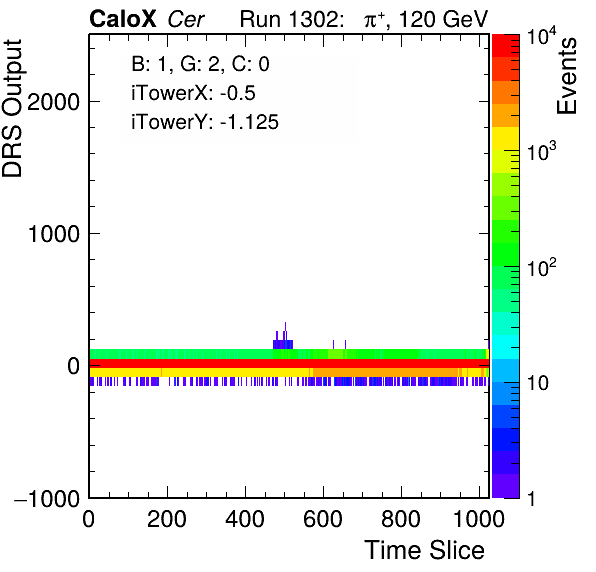 CaloX Cer Run 1302: π⁺, 120 GeV
B: 1, G: 2, C: 0
iTowerX: -0.5
iTowerY: -1.125
DRS Output
2000
1000
0
−1000
0 200 400 600 800 1000
Time Slice
10⁴
10³
10²
10
1
Events